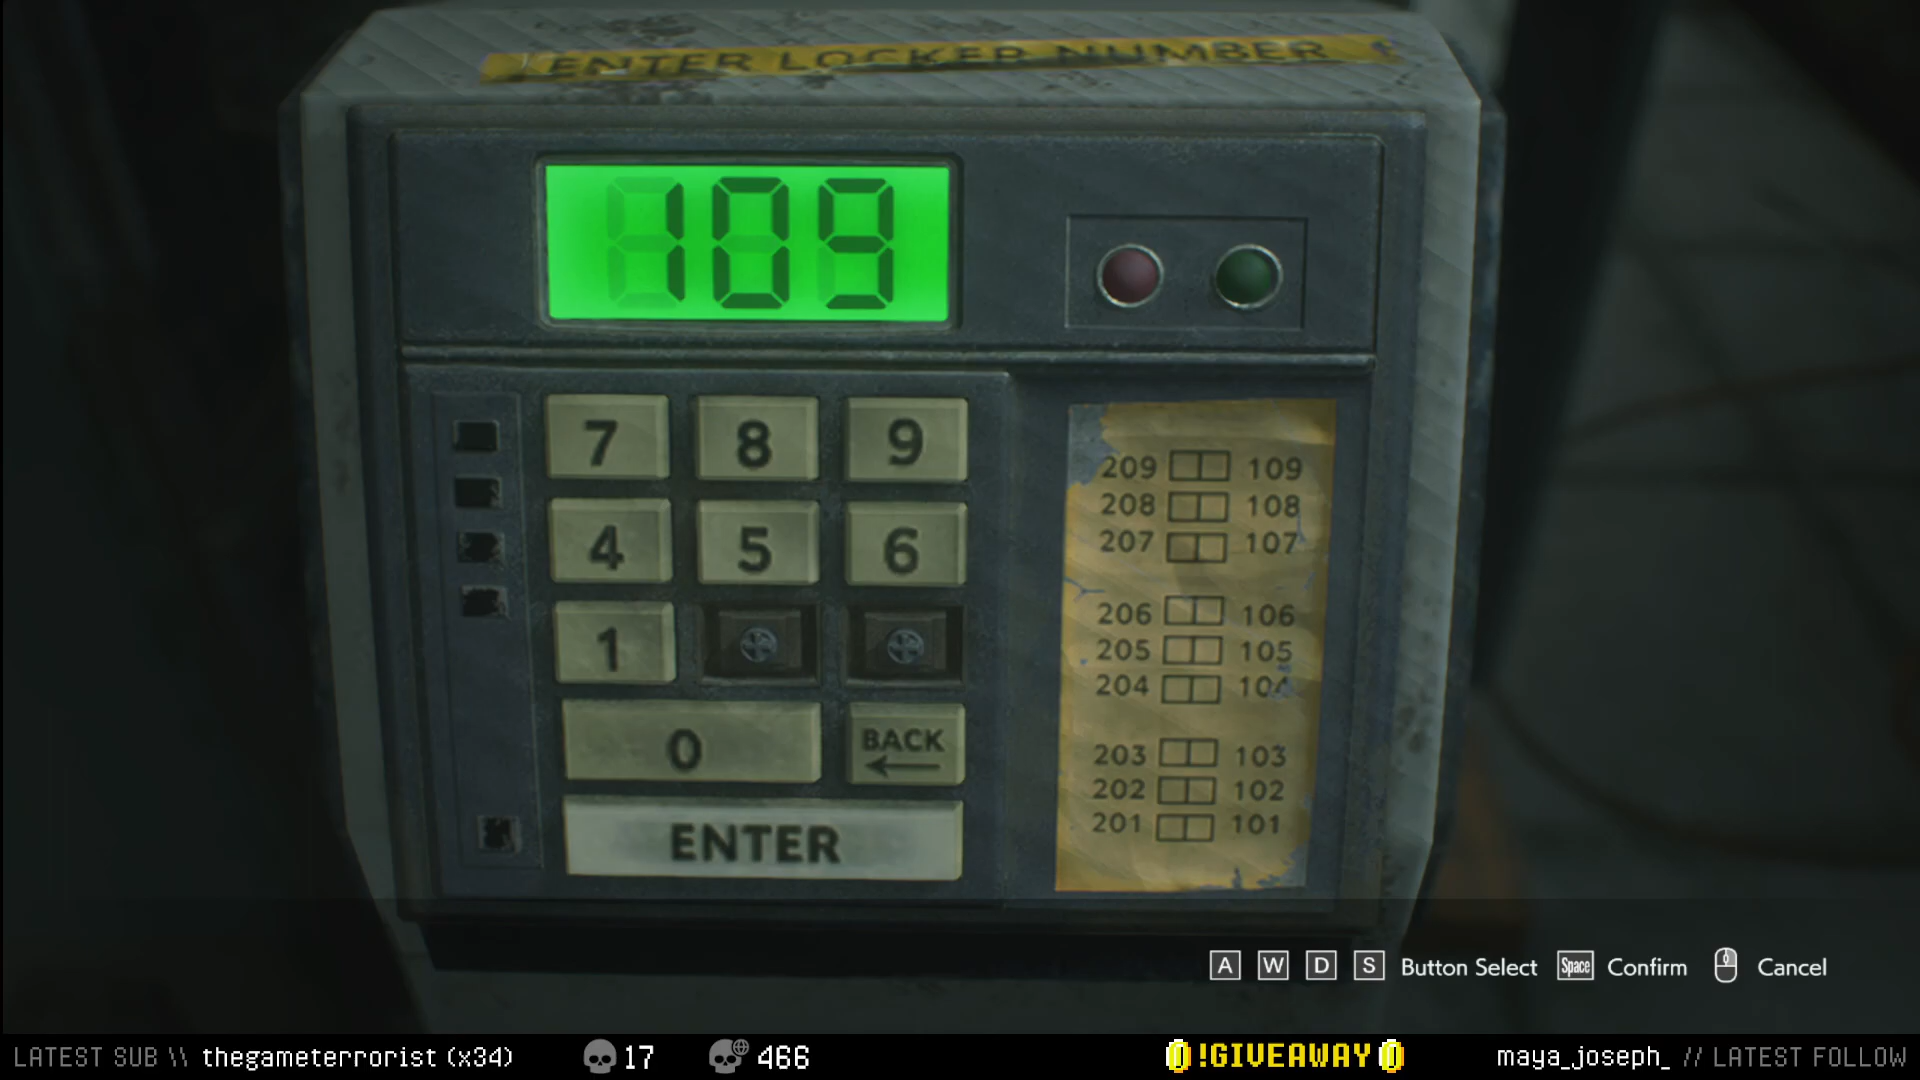 ENTER LOCKER NUMBER
109
7 8 9
4 5 6
1
0 BACK
ENTER
209 109
208 108
207 107
206 106
205 105
204 104
203 103
202 102
201 101
A W D S Button Select Space Confirm Cancel
LATEST SUB \\ thegameterrorist (x34) 17 466 !GIVEAWAY maya_joseph_ // LATEST FOLLOW